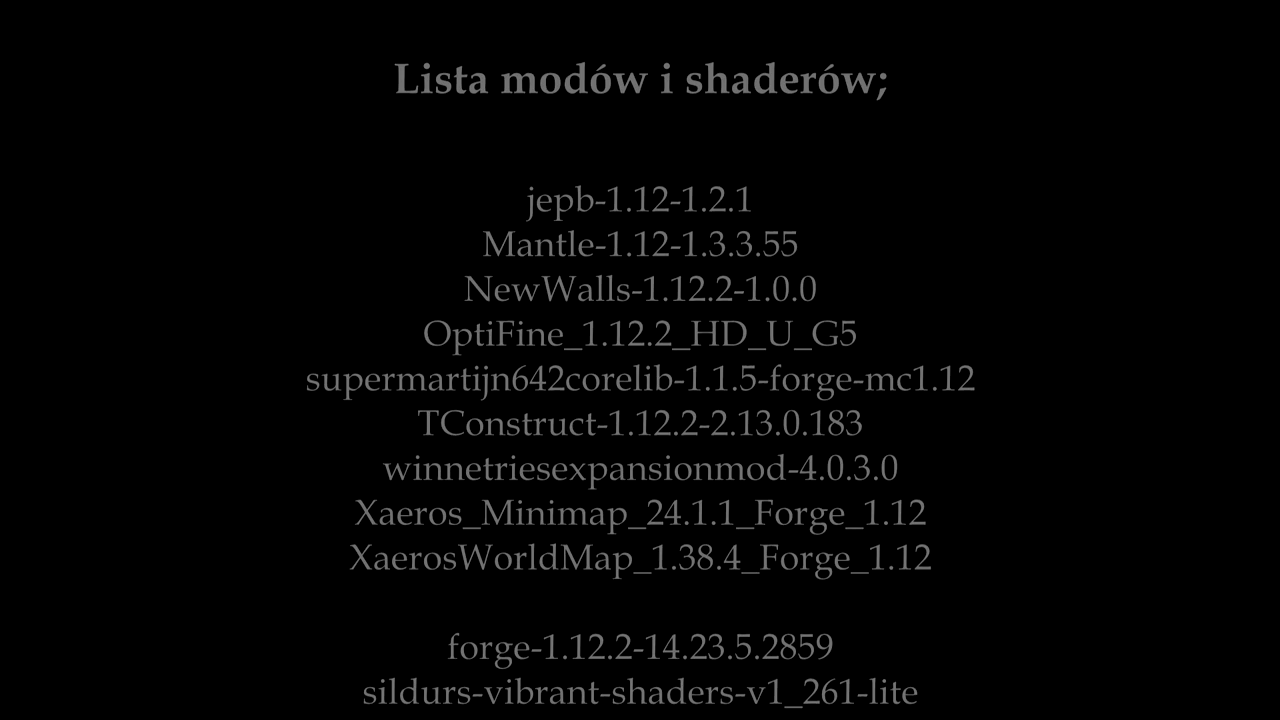 Lista modów i shaderów;
jepb-1.12-1.2.1
Mantle-1.12-1.3.3.55
NewWalls-1.12.2-1.0.0
OptiFine_1.12.2_HD_U_G5
supermartijn642corelib-1.1.5-forge-mc1.12
TConstruct-1.12.2-2.13.0.183
winnetriesexpansionmod-4.0.3.0
Xaeros_Minimap_24.1.1_Forge_1.12
XaerosWorldMap_1.38.4_Forge_1.12
forge-1.12.2-14.23.5.2859
sildurs-vibrant-shaders-v1_261-lite